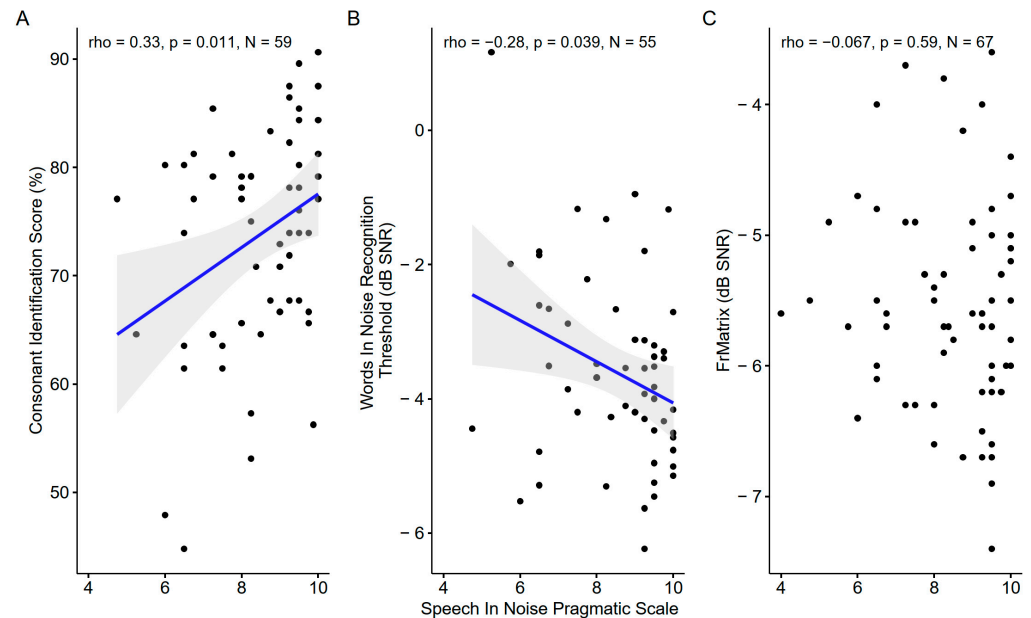 A
rho = 0.33, p = 0.011, N = 59
Consonant Identification Score (%)
90
80
70
60
50
4 6 8 10
B
rho = −0.28, p = 0.039, N = 55
Words In Noise Recognition
Threshold (dB SNR)
0
−2
−4
−6
4 6 8 10
Speech In Noise Pragmatic Scale
C
rho = −0.067, p = 0.59, N = 67
FrMatrix (dB SNR)
−4
−5
−6
−7
4 6 8 10